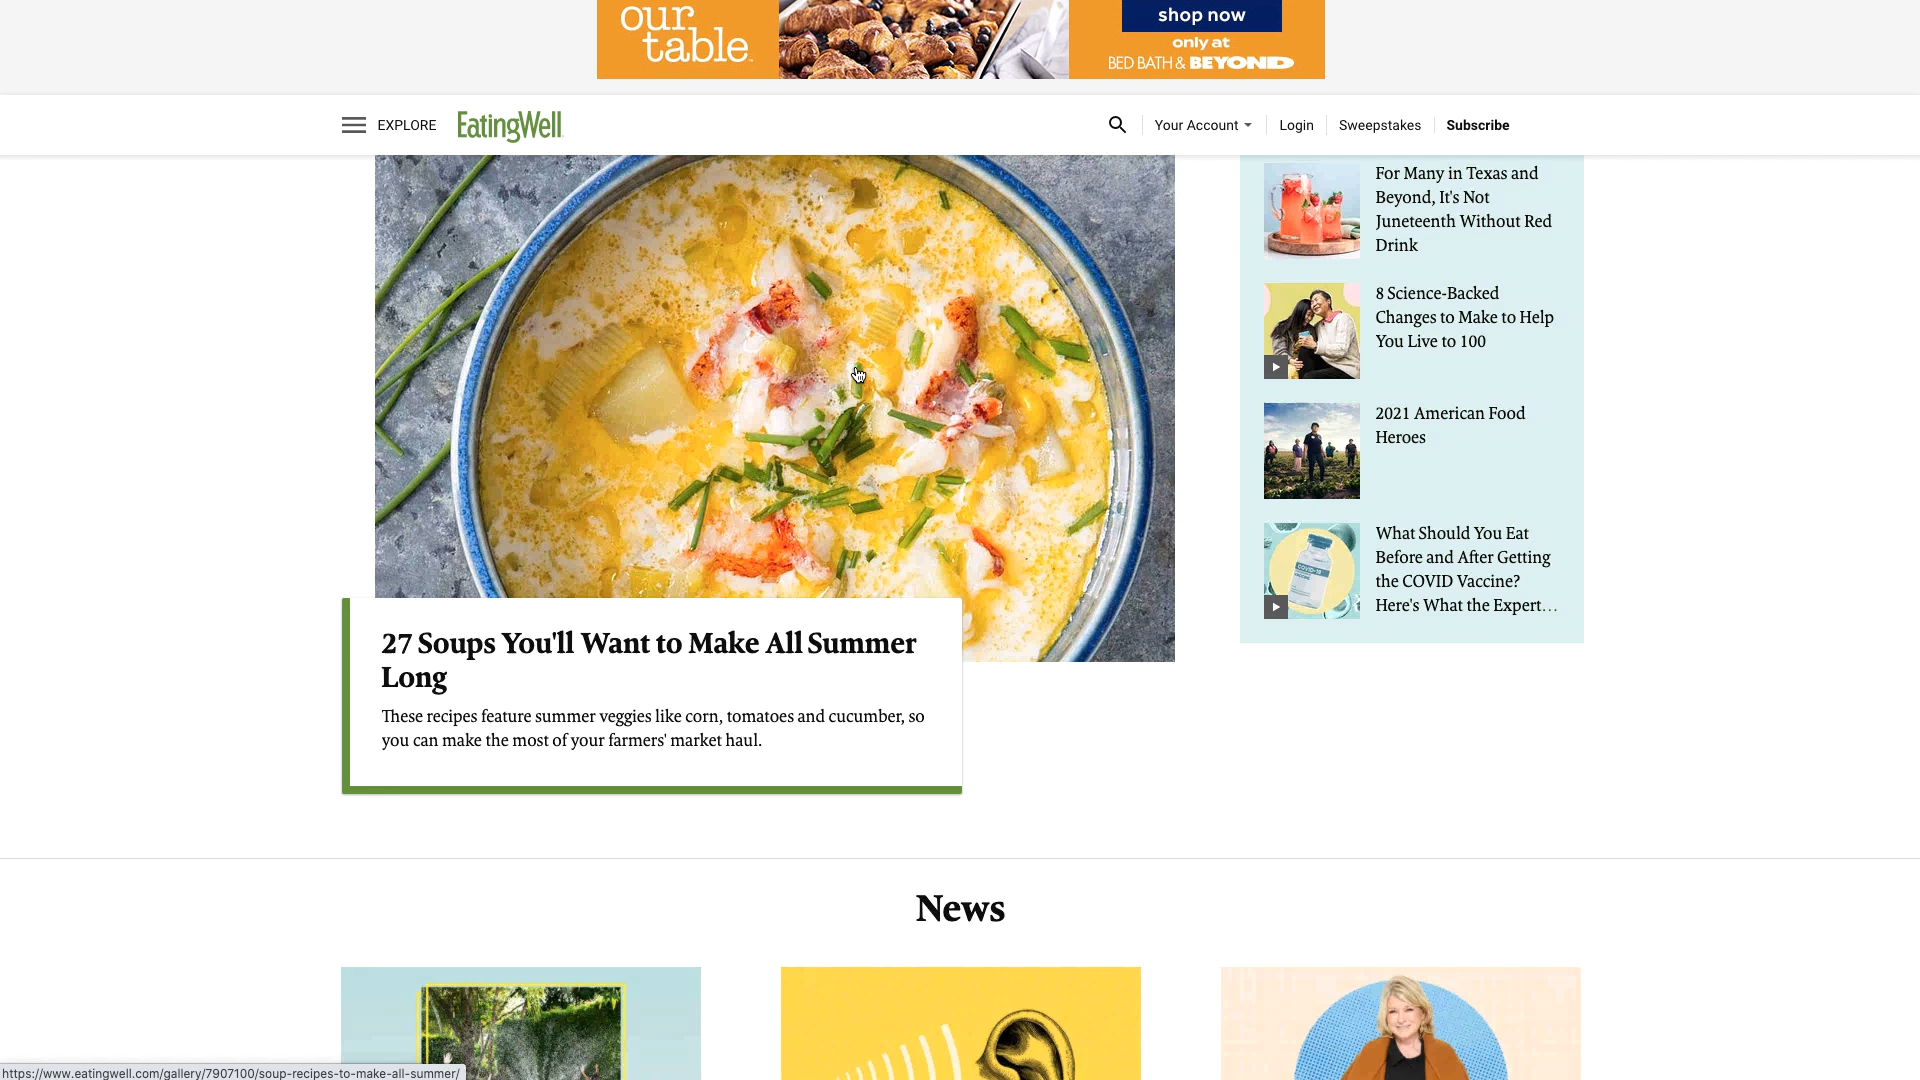 our
table
shop now
only at
BED BATH & BEYOND
EXPLORE
EatingWell
Your Account
Login
Sweepstakes
Subscribe
For Many in Texas and
Beyond, It's Not
Juneteenth Without Red
Drink
8 Science-Backed
Changes to Make to Help
You Live to 100
2021 American Food
Heroes
COVID-19
VACCINE
What Should You Eat
Before and After Getting
the COVID Vaccine?
Here's What the Expert…
27 Soups You'll Want to Make All Summer
Long
These recipes feature summer veggies like corn, tomatoes and cucumber, so
you can make the most of your farmers' market haul.
News
https://www.eatingwell.com/gallery/7907100/soup-recipes-to-make-all-summer/